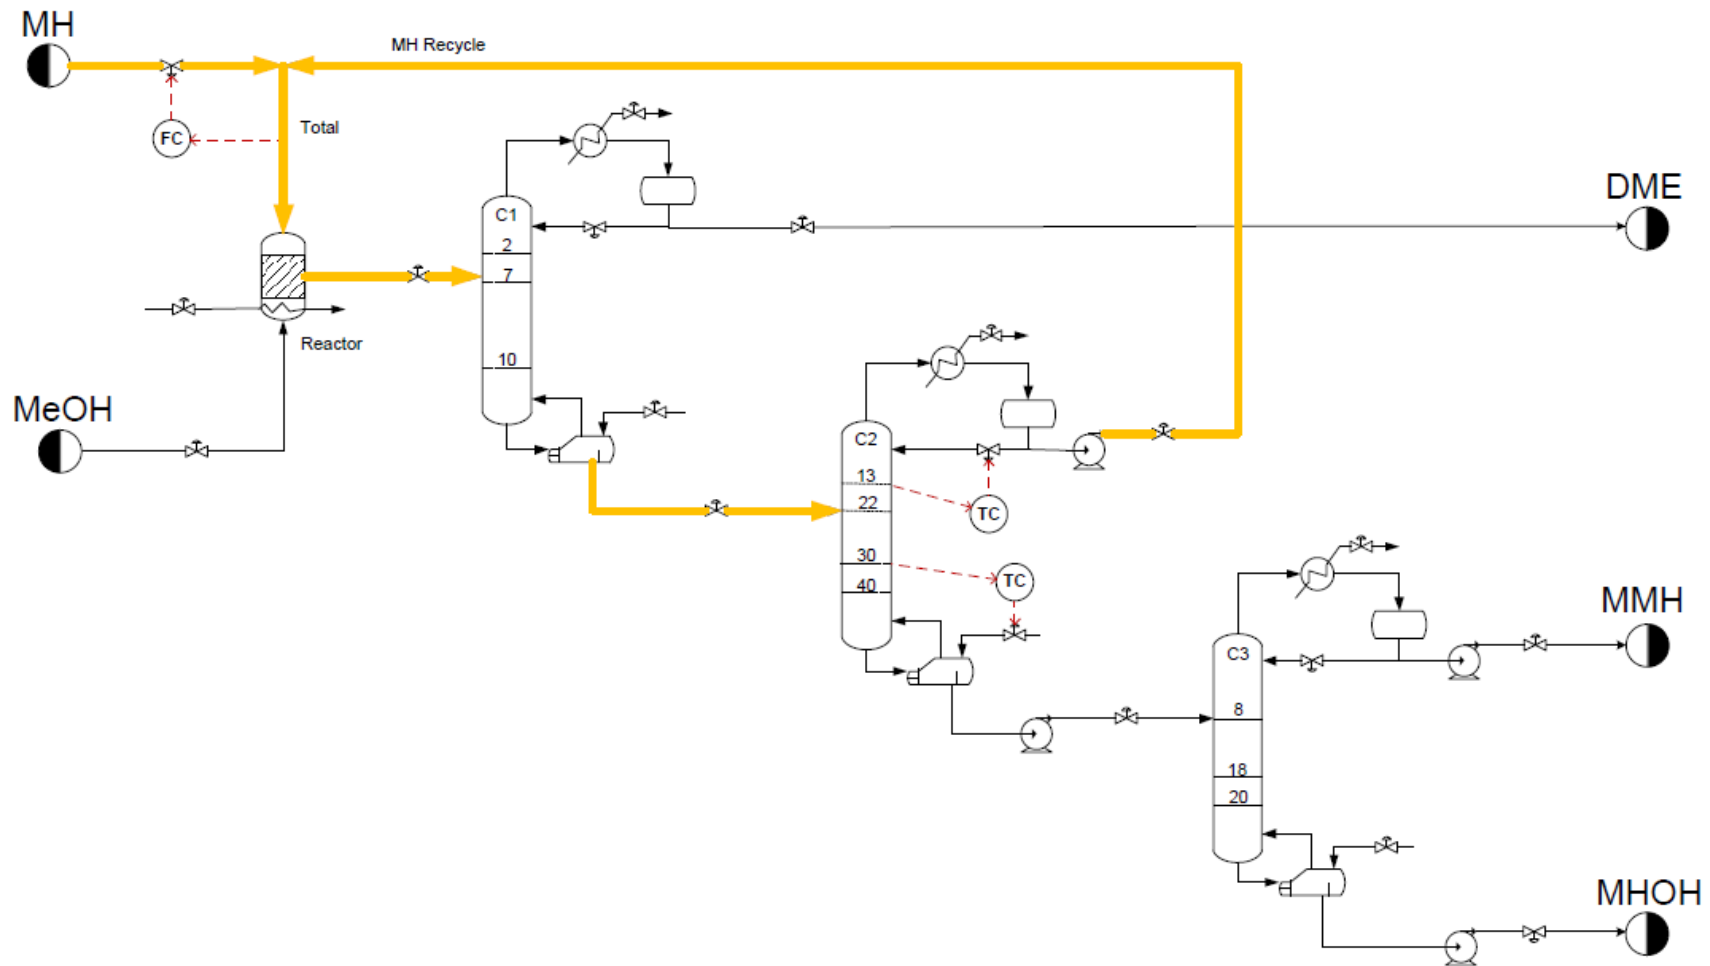 MH
MH Recycle
FC
Total
DME
C1
2
7
10
Reactor
MeOH
C2
13
22
TC
30
TC
40
MMH
C3
8
18
20
MHOH